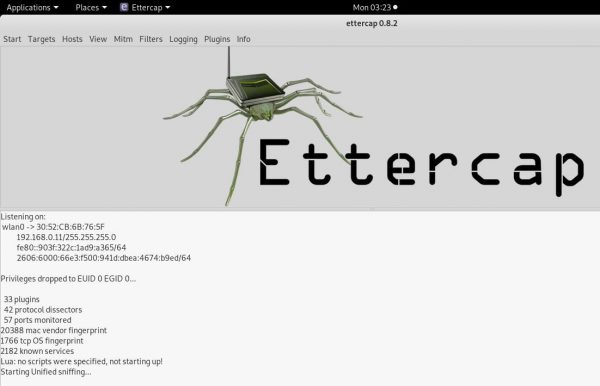 Applications Places Ettercap Mon 03:23
ettercap 0.8.2
Start Targets Hosts View Mitm Filters Logging Plugins Info
Ettercap
Listening on:
wlan0 -> 30:52:CB:6B:76:5F
192.168.0.11/255.255.255.0
fe80::903f:322c:1ad9:a365/64
2606:6000:66e3:f500:941d:dbea:4674:b9ed/64
Privileges dropped to EUID 0 EGID 0...
33 plugins
42 protocol dissectors
57 ports monitored
20388 mac vendor fingerprint
1766 tcp OS fingerprint
2182 known services
Lua: no scripts were specified, not starting up!
Starting Unified sniffing...